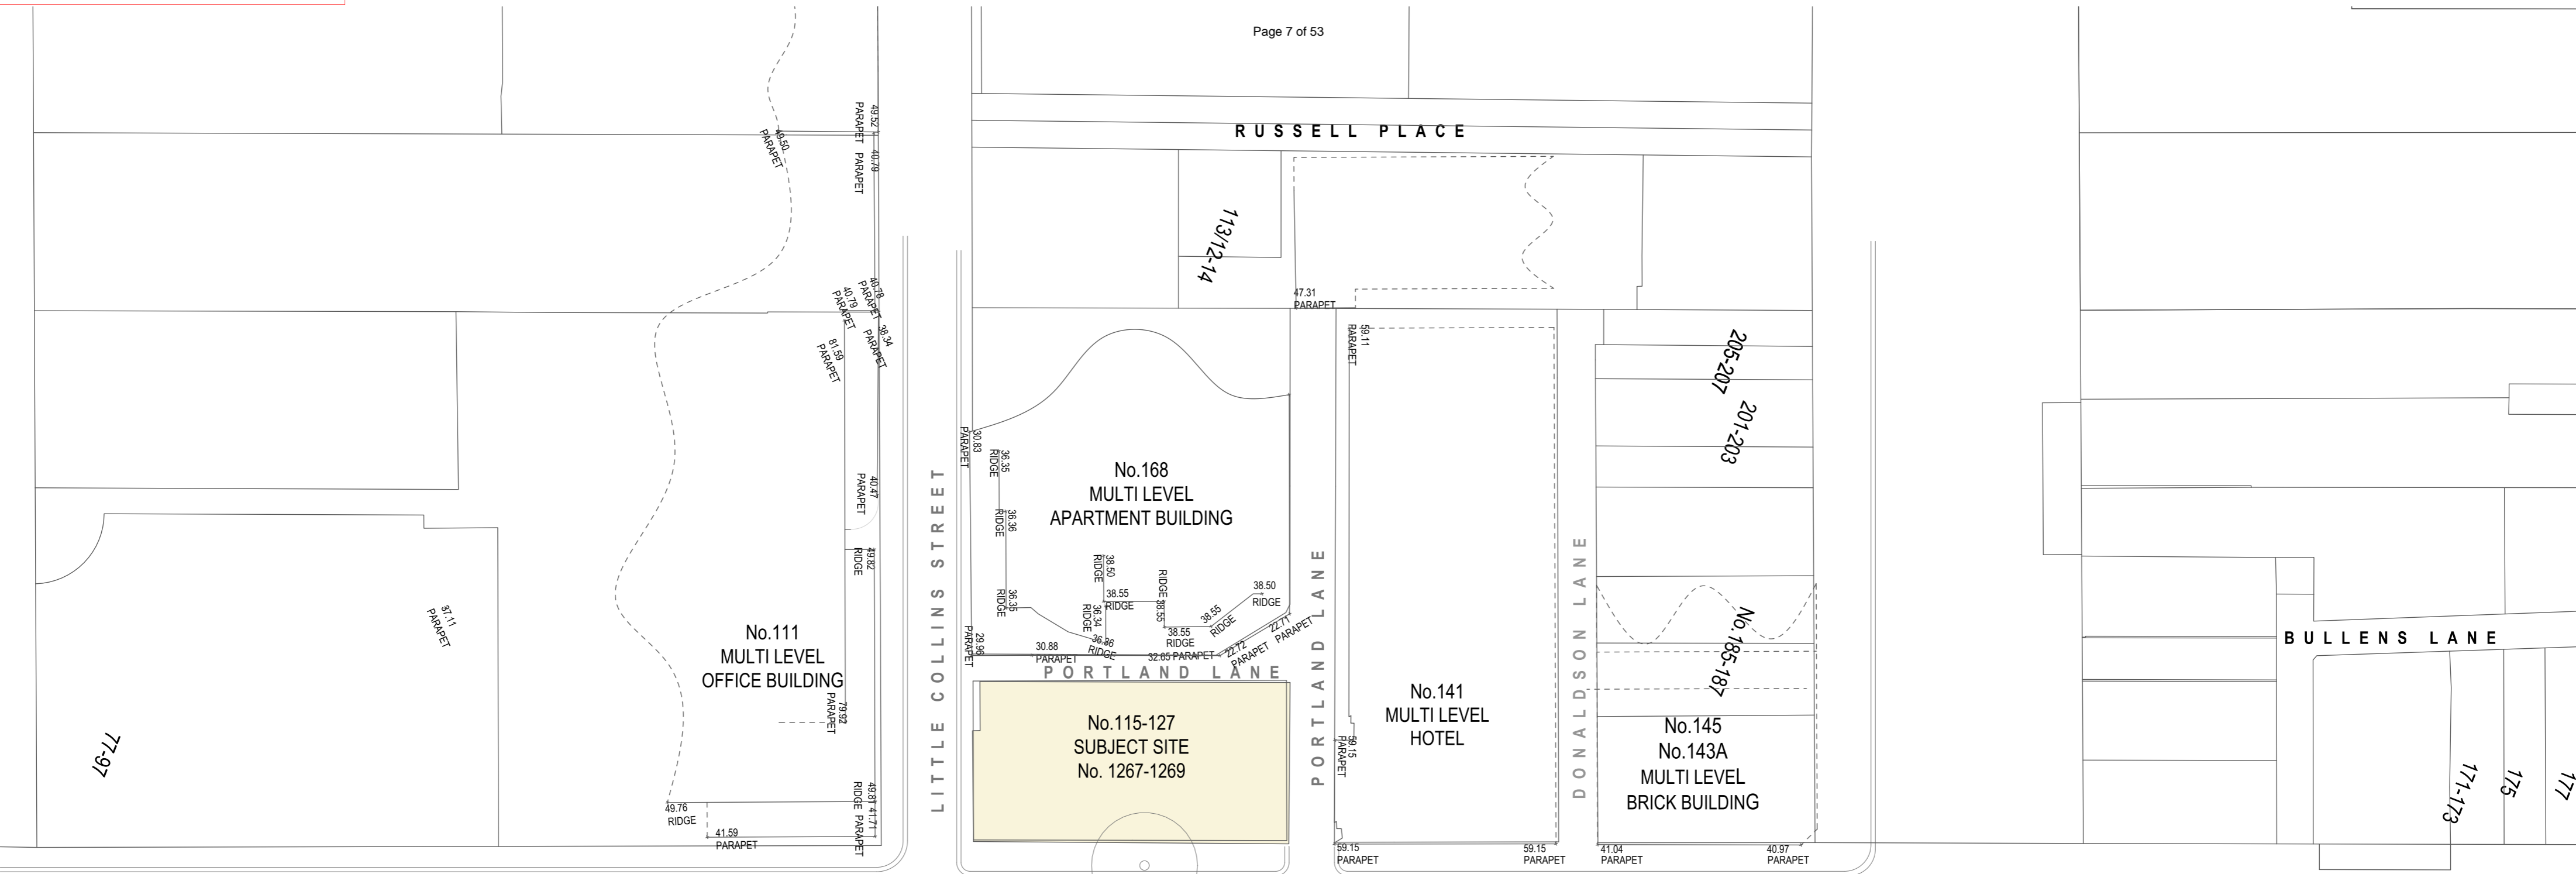 Page 7 of 53
RUSSELL PLACE
49.52
PARAPET
49.50
PARAPET
40.79
PARAPET
113/12-14
40.78
PARAPET
40.79
PARAPET
38.34
PARAPET
81.59
PARAPET
47.31
PARAPET
59.11
PARAPET
205-207
201-203
30.83
PARAPET
36.35
RIDGE
36.36
RIDGE
36.35
RIDGE
No.168
MULTI LEVEL
APARTMENT BUILDING
40.47
PARAPET
49.82
RIDGE
38.50
RIDGE
38.55
RIDGE
36.34
RIDGE
36.36
RIDGE
RIDGE
38.55
38.55
RIDGE
38.55
RIDGE
38.50
RIDGE
22.71
PARAPET
22.72
PARAPET
29.96
PARAPET
30.88
PARAPET
32.65 PARAPET
37.11
PARAPET
No.111
MULTI LEVEL
OFFICE BUILDING
LITTLE COLLINS STREET
PORTLAND LANE
PORTLAND LANE
DONALDSON LANE
BULLENS LANE
No.185-187
79.92
PARAPET
No.115-127
SUBJECT SITE
No. 1267-1269
No.141
MULTI LEVEL
HOTEL
59.15
PARAPET
No.145
No.143A
MULTI LEVEL
BRICK BUILDING
77-97
171-173
175
177
49.76
RIDGE
49.81
RIDGE
41.71
PARAPET
41.59
PARAPET
59.15
PARAPET
59.15
PARAPET
41.04
PARAPET
40.97
PARAPET